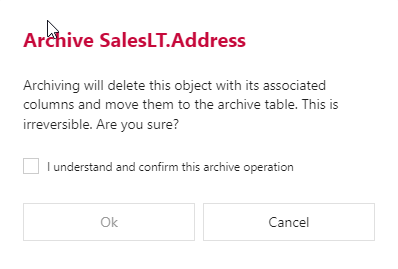 Archive SalesLT.Address
Archiving will delete this object with its associated
columns and move them to the archive table. This is
irreversible. Are you sure?
I understand and confirm this archive operation
Ok
Cancel